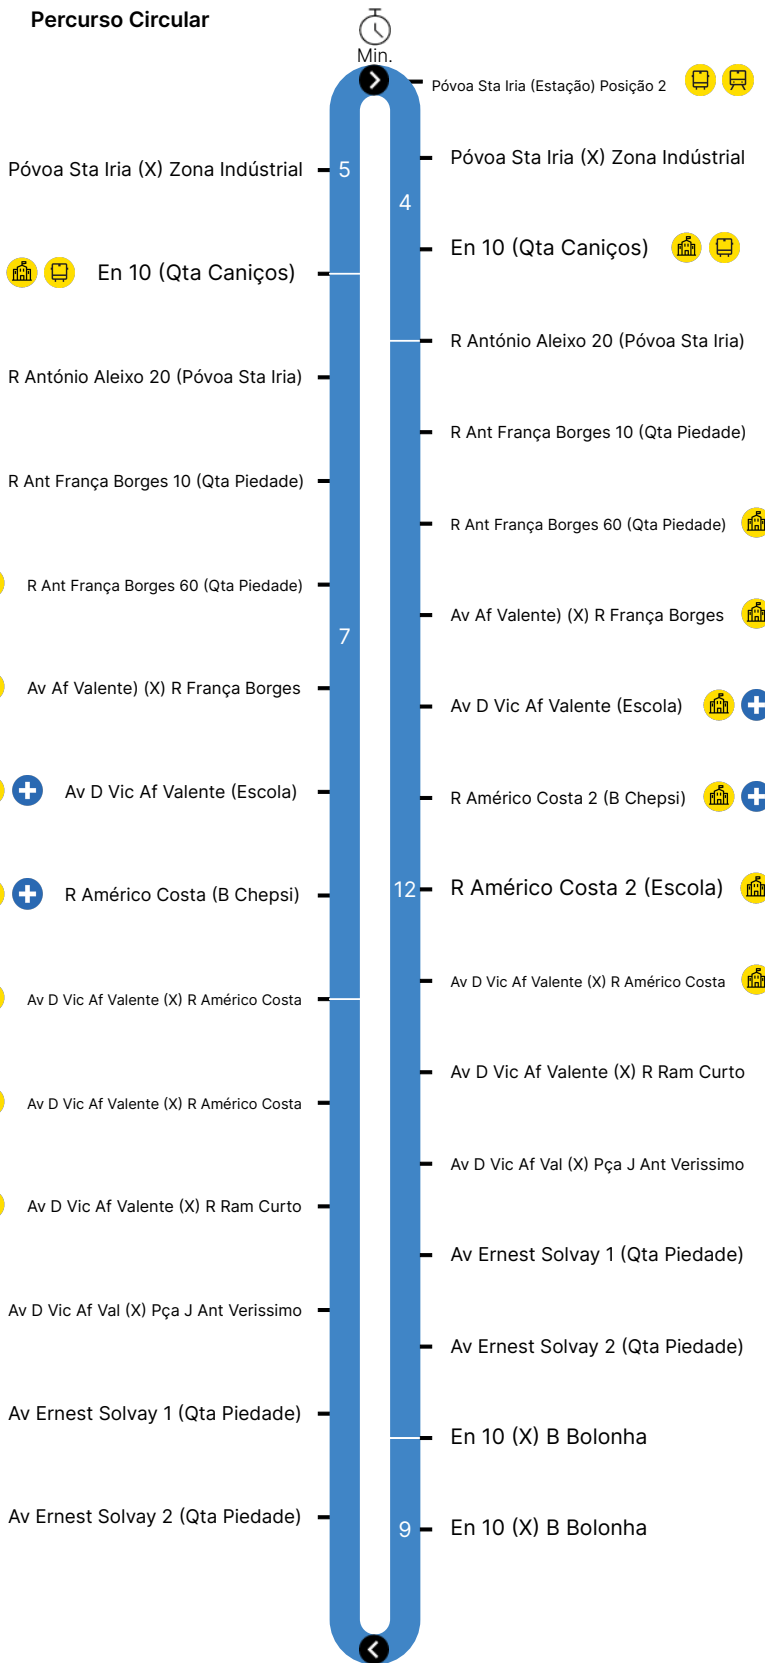 Percurso Circular
Min.
Póvoa Sta Iria (Estação) Posição 2
Póvoa Sta Iria (X) Zona Indústrial
4
En 10 (Qta Caniços)
R António Aleixo 20 (Póvoa Sta Iria)
R Ant França Borges 10 (Qta Piedade)
R Ant França Borges 60 (Qta Piedade)
Av Af Valente) (X) R França Borges
Av D Vic Af Valente (Escola)
R Américo Costa 2 (B Chepsi)
12
R Américo Costa 2 (Escola)
Av D Vic Af Valente (X) R Américo Costa
Av D Vic Af Valente (X) R Ram Curto
Av D Vic Af Val (X) Pça J Ant Verissimo
Av Ernest Solvay 1 (Qta Piedade)
Av Ernest Solvay 2 (Qta Piedade)
En 10 (X) B Bolonha
9
En 10 (X) B Bolonha
Póvoa Sta Iria (X) Zona Indústrial
5
En 10 (Qta Caniços)
R António Aleixo 20 (Póvoa Sta Iria)
R Ant França Borges 10 (Qta Piedade)
R Ant França Borges 60 (Qta Piedade)
7
Av Af Valente) (X) R França Borges
Av D Vic Af Valente (Escola)
R Américo Costa (B Chepsi)
Av D Vic Af Valente (X) R Américo Costa
Av D Vic Af Valente (X) R Américo Costa
Av D Vic Af Valente (X) R Ram Curto
Av D Vic Af Val (X) Pça J Ant Verissimo
Av Ernest Solvay 1 (Qta Piedade)
Av Ernest Solvay 2 (Qta Piedade)